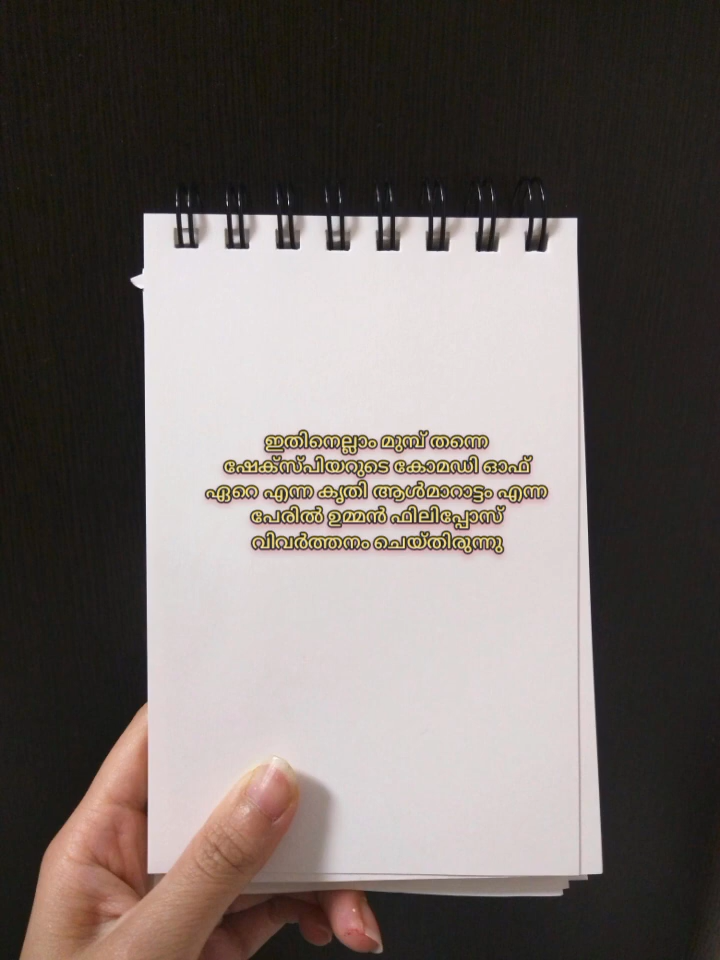 ഇതിനെല്ലാം മുമ്പ് തന്നെ
ഷേക്സ്പിയറുടെ കോമഡി ഓഫ്
ഏറെ എന്ന കൃതി ആൾമാറാട്ടം എന്ന
പേരിൽ ഉമ്മൻ ഫിലിപ്പോസ്
വിവർത്തനം ചെയ്തിരുന്നു